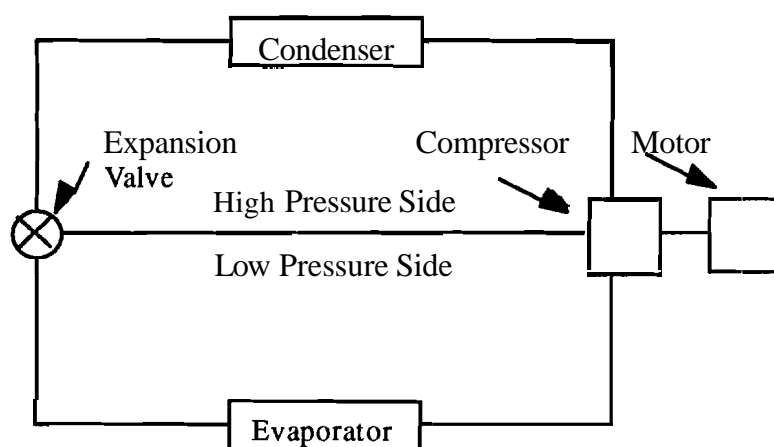 Condenser
Expansion
Valve
Compressor
Motor
High Pressure Side
Low Pressure Side
Evaporator